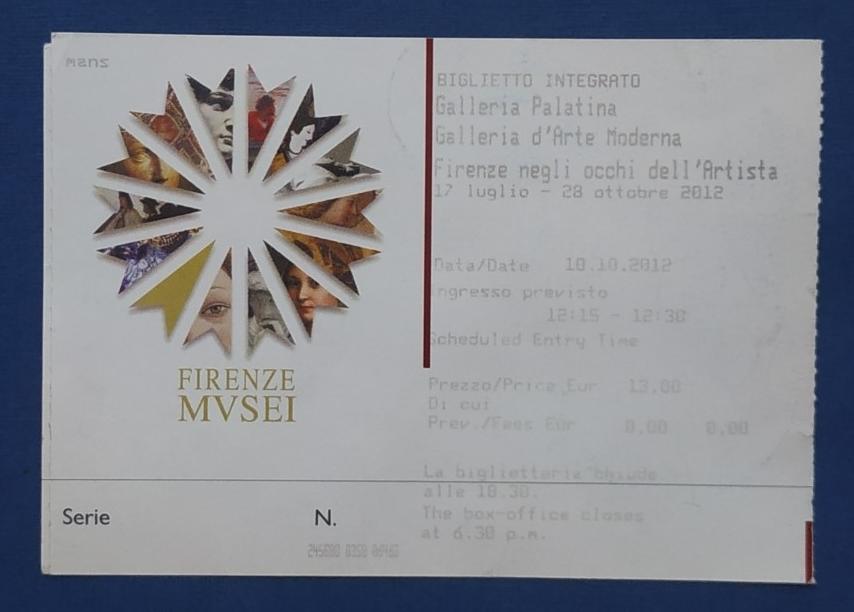 mans
FIRENZE
MVSEI
Serie
N.
BIGLIETTO INTEGRATO
Galleria Palatina
Galleria d'Arte Moderna
Firenze negli occhi dell'Artista
17 luglio - 28 ottobre 2012
Data/Date 10.10.2012
Ingresso previsto
12:15 - 12:30
Scheduled Entry Time
Prezzo/Price Eur 13.00
Di cui
Prev./Fees Eur 0.00 0.00
La biglietteria chiude
alle 18.30.
The box-office closes
at 6.30 p.m.